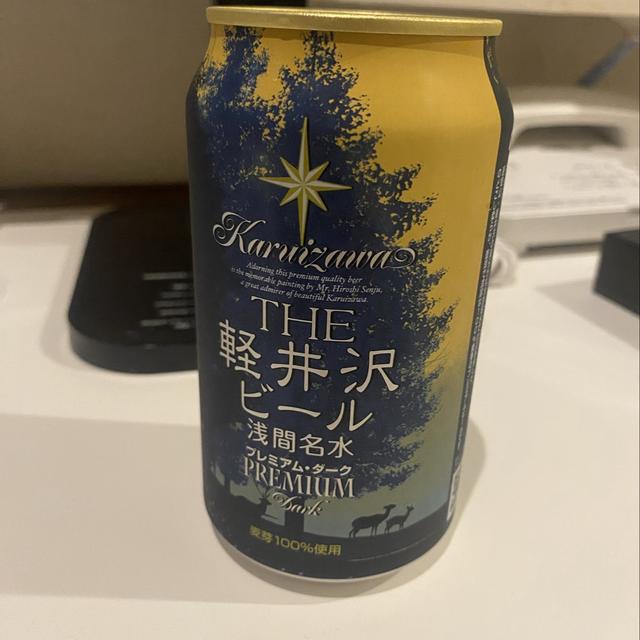 Karuizawa
Adorning this premium quality beer
is the memorable painting by Mr. Hiroshi Senju,
a great admirer of beautiful Karuizawa.
THE
軽井沢
ビール
浅間名水
プレミアム・ダーク
PREMIUM
Dark
麦芽100%使用